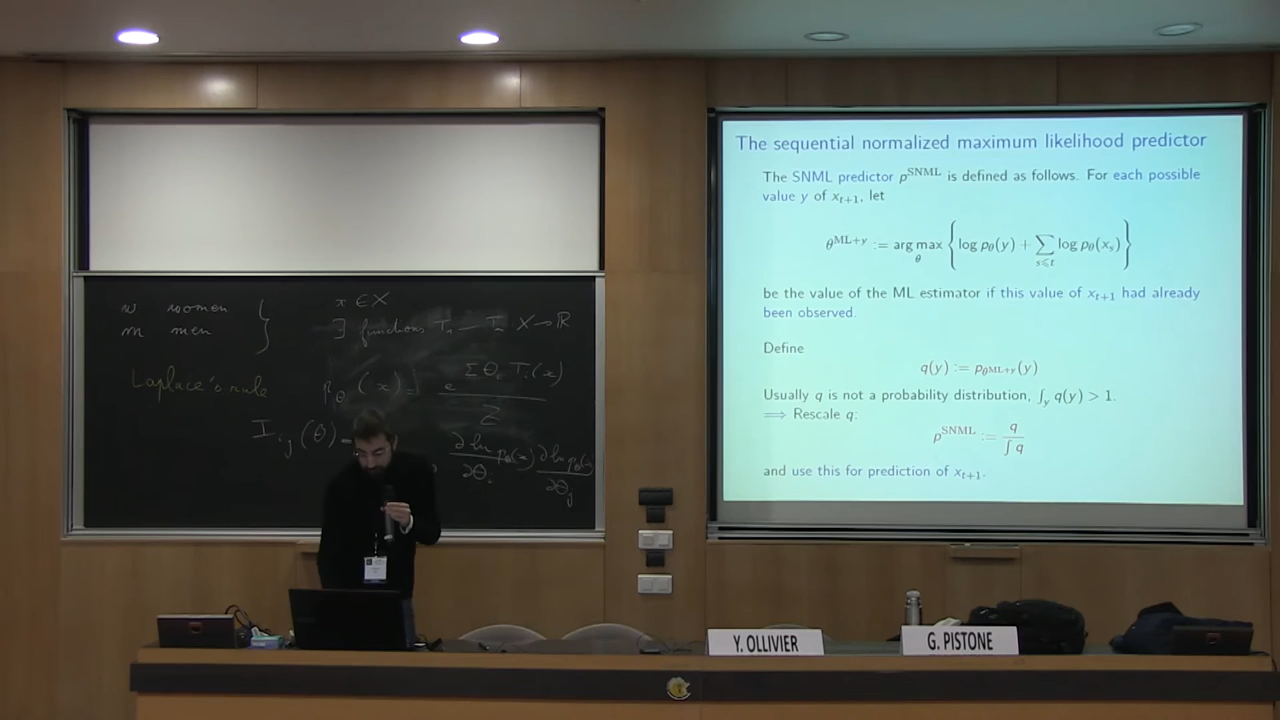 w women
m men
Laplace's rule
x ∈ X
∃ functions X → ℝ
p_θ(x) = e^{Σ θ_i T_i(x)} / Z
I_{ij}(θ) =
∂ ln p_θ(x) / ∂θ_i ∂ ln p_θ(x) / ∂θ_j
The sequential normalized maximum likelihood predictor
The SNML predictor p^{SNML} is defined as follows. For each possible
value y of x_{t+1}, let
θ^{ML+y} := arg max_θ { log p_θ(y) + ∑_{s⩽t} log p_θ(x_s) }
be the value of the ML estimator if this value of x_{t+1} had already
been observed.
Define
q(y) := p_{θ^{ML+y}}(y)
Usually q is not a probability distribution, ∫_y q(y) > 1.
⟹ Rescale q:
p^{SNML} := q / ∫ q
and use this for prediction of x_{t+1}.
Y. OLLIVIER
G. PISTONE